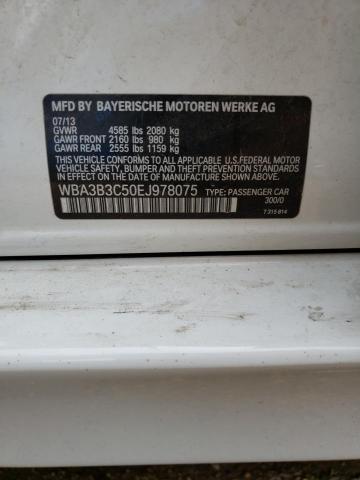 MFD BY BAYERISCHE MOTOREN WERKE AG
07/13
GVWR 4585 lbs 2080 kg
GAWR FRONT 2160 lbs 980 kg
GAWR REAR 2555 lbs 1159 kg
THIS VEHICLE CONFORMS TO ALL APPLICABLE U.S.FEDERAL MOTOR
VEHICLE SAFETY, BUMPER, AND THEFT PREVENTION STANDARDS IN
EFFECT ON THE DATE OF MANUFACTURE SHOWN ABOVE.
WBA3B3C50EJ978075 TYPE: PASSENGER CAR
300/0
7 315 814